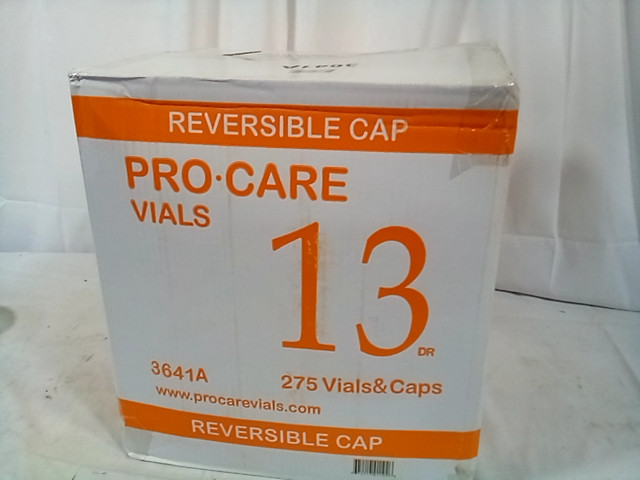 REVERSIBLE CAP
PRO·CARE
VIALS
13 DR
3641A
275 Vials&Caps
www.procarevials.com
REVERSIBLE CAP